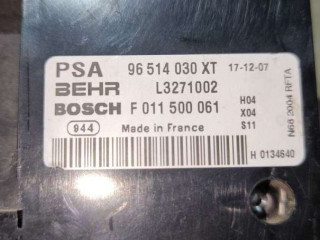 PSA 96 514 030 XT 17-12-07
BEHR L3271002
BOSCH F 011 500 061 H04
X04
944 Made in France S11
H 0134640
N68 2004 RFTA